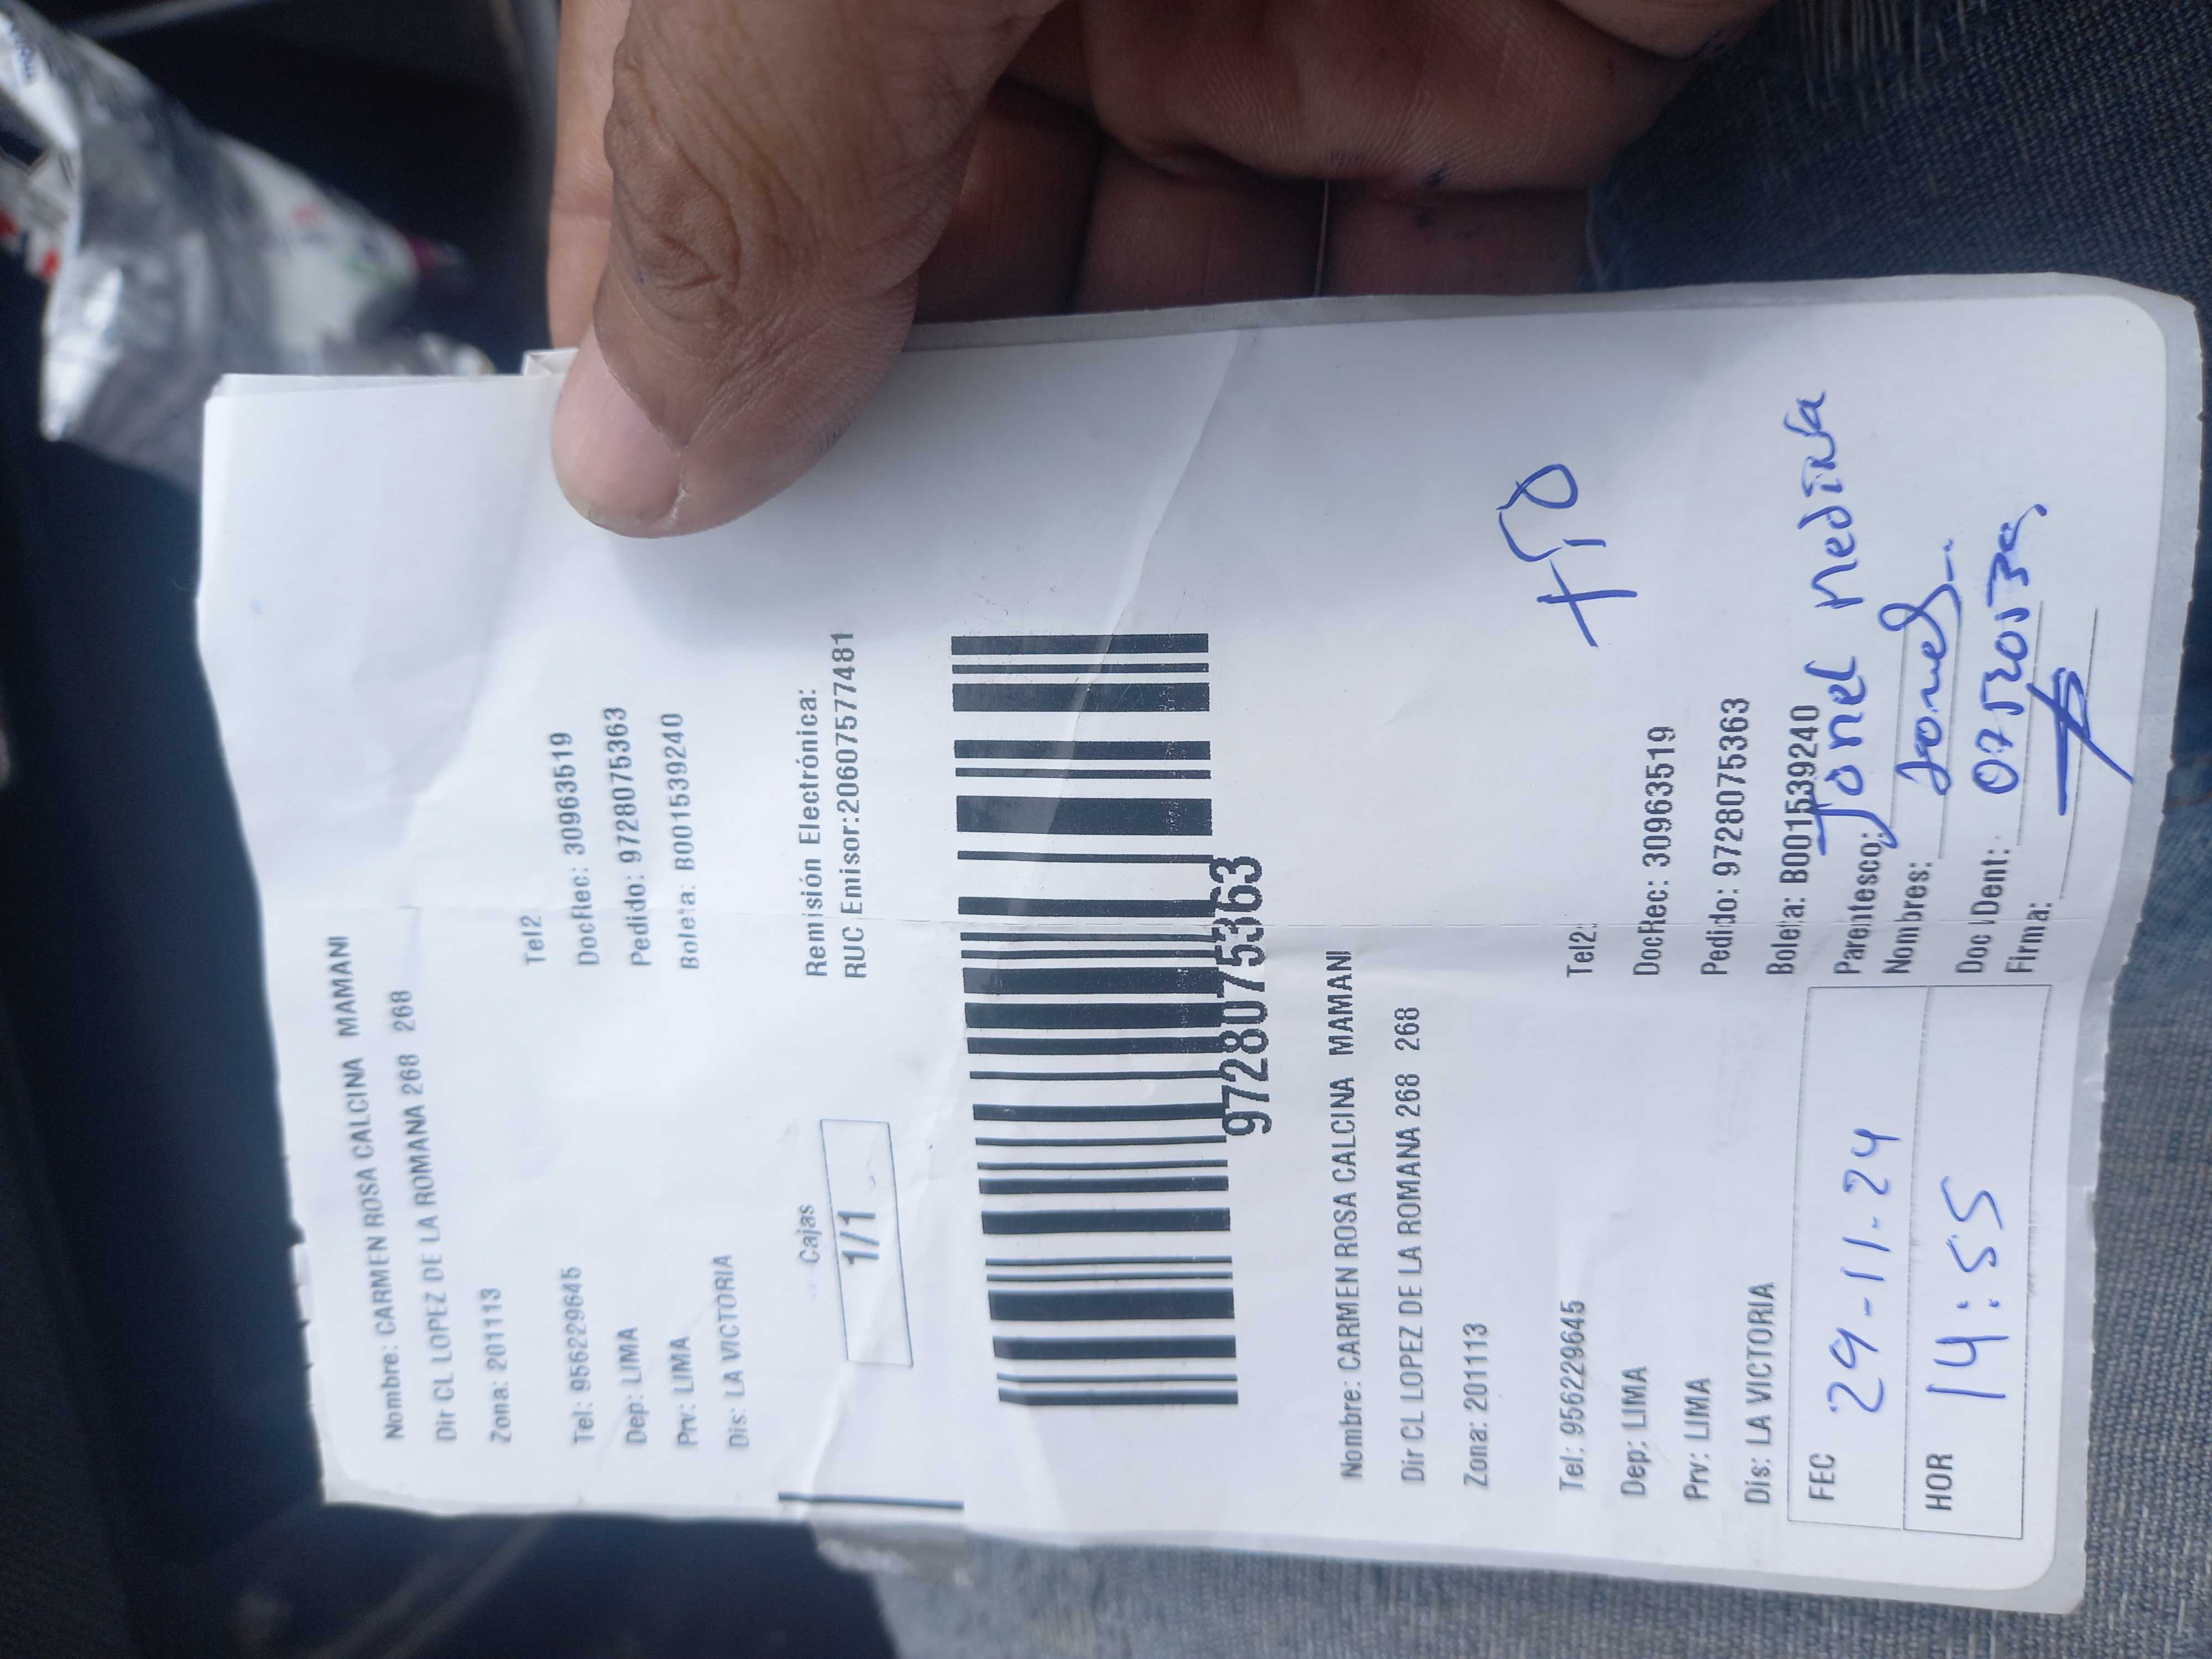 Nombre: CARMEN ROSA CALCINA MAMANI
Dir CL LOPEZ DE LA ROMANA 268 268
Zona: 201113
Tel: 956229645 Tel2
Dep: LIMA DocRec: 30963519
Prv: LIMA Pedido: 9728075363
Dis: LA VICTORIA Boleta: B001539240
Cajas
1/1
Remisión Electrónica:
RUC Emisor:20607577481
9728075363
Nombre: CARMEN ROSA CALCINA MAMANI
Dir CL LOPEZ DE LA ROMANA 268 268
Zona: 201113
Tel: 956229645 Tel2:
Dep: LIMA DocRec: 30963519
Prv: LIMA Pedido: 9728075363
Dis: LA VICTORIA Boleta: B001539240
FEC 29-11-24
HOR 14:55
Parentesco: Jonel Medina
Nombres:
Doc Ident:
Firma: